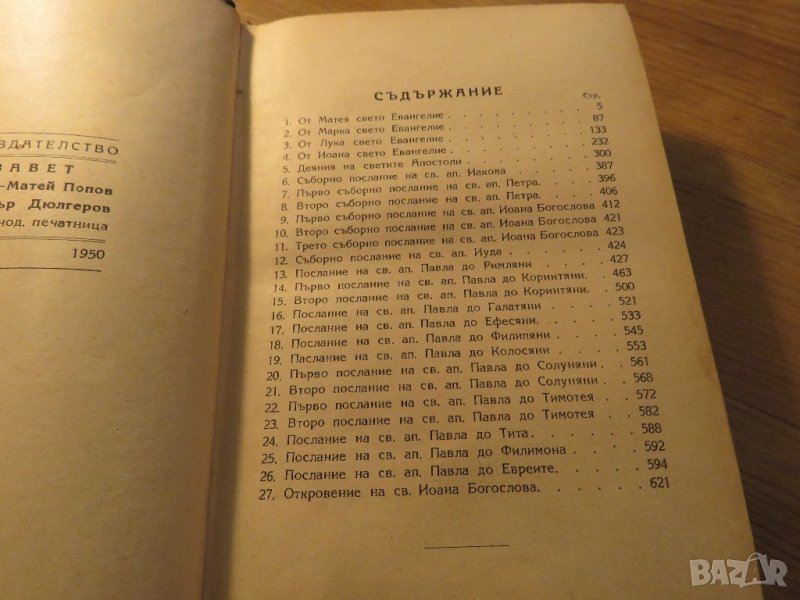 ЗДАТЕЛСТВО
ЗАВЕТ
—Матей Попов
ър Дюлгеров
нод. печатница
1950
СЪДЪРЖАНИЕ
Стр.
1. От Матея свето Евангелие . . . . . . . . 5
2. От Марка свето Евангелие . . . . . . . . 87
3. От Лука свето Евангелие . . . . . . . . 133
4. От Иоана свето Евангелие . . . . . . . . 232
5. Деяния на светите Апостоли . . . . . . . 300
6. Съборно послание на св. ап. Иакова . . . . 387
7. Първо съборно послание на св. ап. Петра. . . . 396
8. Второ съборно послание на св. ап. Петра. . . . 406
9. Първо съборно послание на св. ап. Иоана Богослова 412
10. Второ съборно послание на св. ап. Иоана Богослова 421
11. Трето съборно послание на св. ап. Иоана Богослова 423
12. Съборно послание на св. ап. Иуда . . . . . 424
13. Послание на св. ап. Павла до Римляни . . . . 427
14. Първо послание на св. ап. Павла до Коринтяни. . 463
15. Второ послание на св. ап. Павла до Коринтяни. . 500
16. Послание на св. ап. Павла до Галатяни . . . . 521
17. Послание на св. ап. Павла до Ефесяни. . . . . 533
18. Послание на св. ап. Павла до Филипяни . . . . 545
19. Паслание на св. ап. Павла до Колосяни . . . . 553
20. Първо послание на св. ап. Павла до Солуняни . . 561
21. Второ послание на св. ап. Павла до Солуняни . . 568
22. Първо послание на св. ап. Павла до Тимотея . . 572
23. Второ послание на св. ап. Павла до Тимотея . . 582
24. Послание на св. ап. Павла до Тита. . . . . . 588
25. Послание на св. ап. Павла до Филимона . . . . 592
26. Послание на св. ап. Павла до Евреите. . . . . 594
27. Откровение на св. Иоана Богослова. . . . . . 621
BAZAR